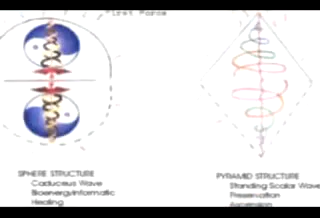 First Force
SPHERE STRUCTURE
Caduceus Wave
Bioenergy/informatic
Healing
PYRAMID STRUCTURE
Standing Scalar Wave
Preservation
Ascension